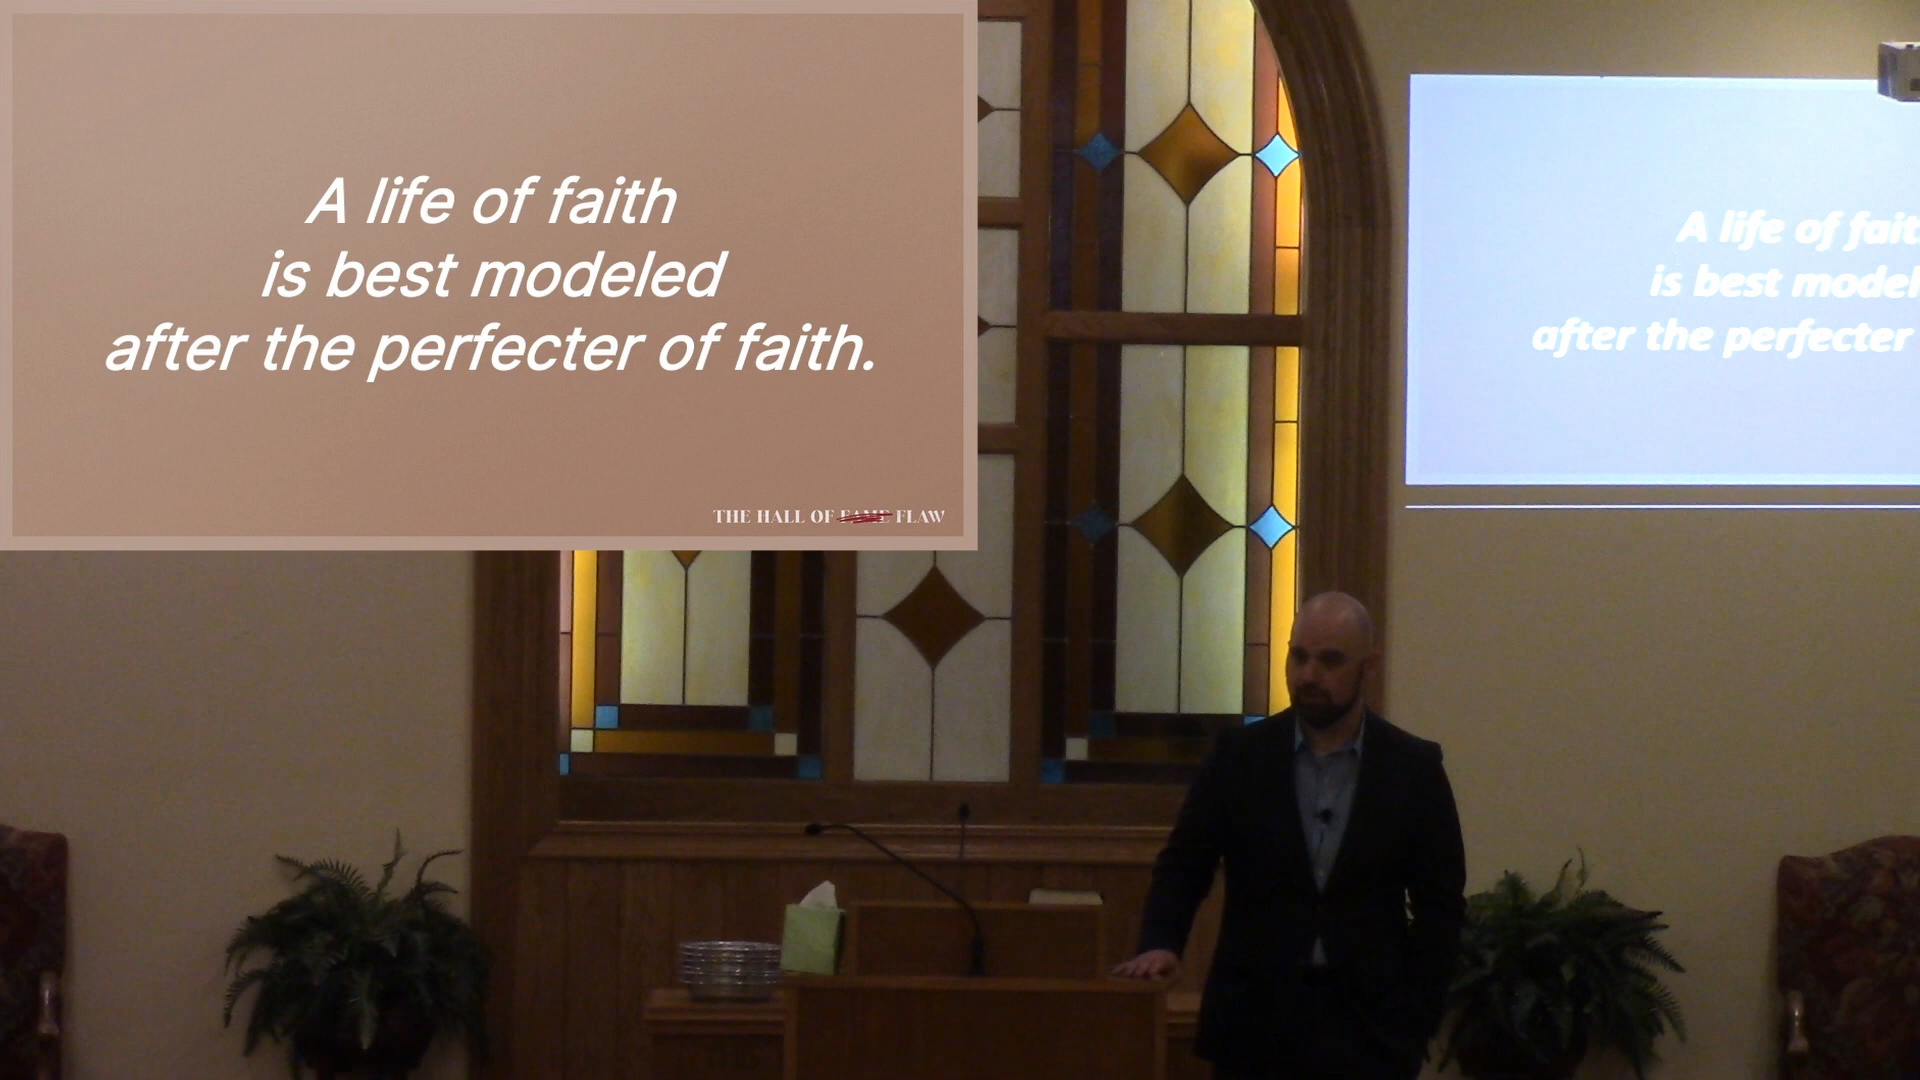 A life of faith
is best modeled
after the perfecter of faith.
THE HALL OF FAME FLAW
A life of fait
is best model
after the perfecter